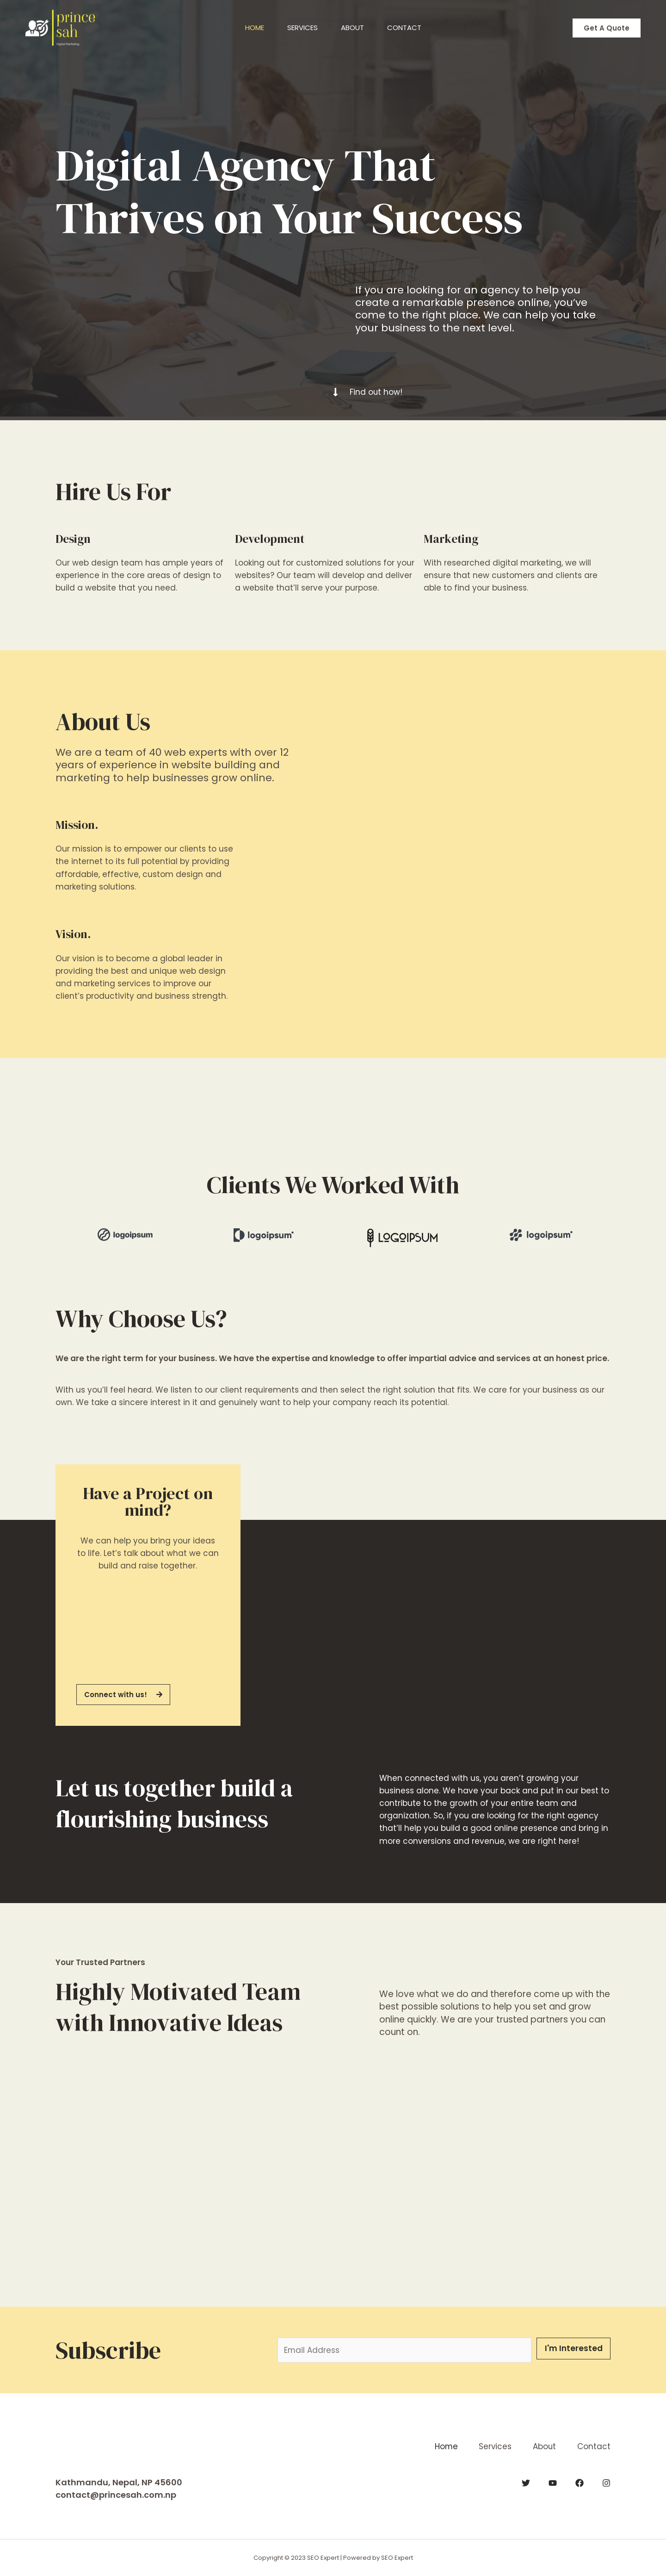 prince
sah
Digital Marketing
HOME
SERVICES
ABOUT
CONTACT
Get A Quote
Digital Agency That
Thrives on Your Success
If you are looking for an agency to help you
create a remarkable presence online, you’ve
come to the right place. We can help you take
your business to the next level.
Find out how!
Hire Us For
Design
Our web design team has ample years of
experience in the core areas of design to
build a website that you need.
Development
Looking out for customized solutions for your
websites? Our team will develop and deliver
a website that’ll serve your purpose.
Marketing
With researched digital marketing, we will
ensure that new customers and clients are
able to find your business.
About Us
We are a team of 40 web experts with over 12
years of experience in website building and
marketing to help businesses grow online.
Mission.
Our mission is to empower our clients to use
the internet to its full potential by providing
affordable, effective, custom design and
marketing solutions.
Vision.
Our vision is to become a global leader in
providing the best and unique web design
and marketing services to improve our
client’s productivity and business strength.
Clients We Worked With
logoipsum
logoipsum
LOGOIPSUM
logoipsum
Why Choose Us?
We are the right term for your business. We have the expertise and knowledge to offer impartial advice and services at an honest price.
With us you’ll feel heard. We listen to our client requirements and then select the right solution that fits. We care for your business as our
own. We take a sincere interest in it and genuinely want to help your company reach its potential.
Have a Project on
mind?
We can help you bring your ideas
to life. Let’s talk about what we can
build and raise together.
Connect with us!
Let us together build a
flourishing business
When connected with us, you aren’t growing your
business alone. We have your back and put in our best to
contribute to the growth of your entire team and
organization. So, if you are looking for the right agency
that’ll help you build a good online presence and bring in
more conversions and revenue, we are right here!
Your Trusted Partners
Highly Motivated Team
with Innovative Ideas
We love what we do and therefore come up with the
best possible solutions to help you set and grow
online quickly. We are your trusted partners you can
count on.
Subscribe
Email Address
I'm Interested
Home
Services
About
Contact
Kathmandu, Nepal, NP 45600
contact@princesah.com.np
Copyright © 2023 SEO Expert | Powered by SEO Expert